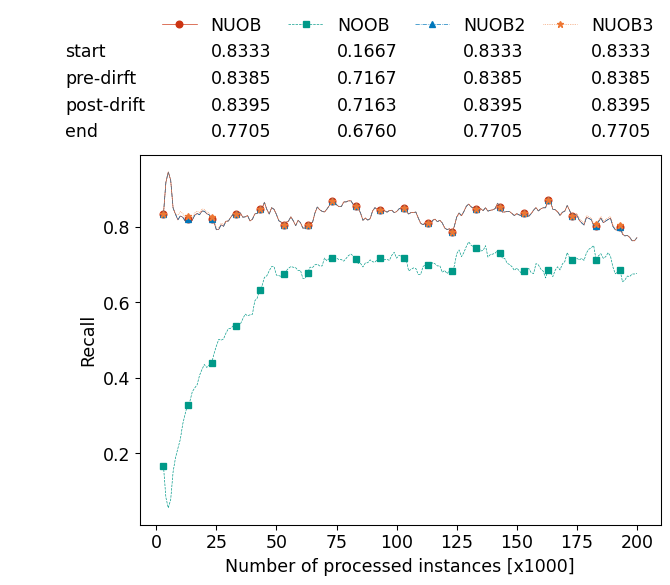 NUOB NOOB NUOB2 NUOB3
start 0.8333 0.1667 0.8333 0.8333
pre-dirft 0.8385 0.7167 0.8385 0.8385
post-drift 0.8395 0.7163 0.8395 0.8395
end 0.7705 0.6760 0.7705 0.7705
0.8
0.6
0.4
0.2
Recall
0 25 50 75 100 125 150 175 200
Number of processed instances [x1000]